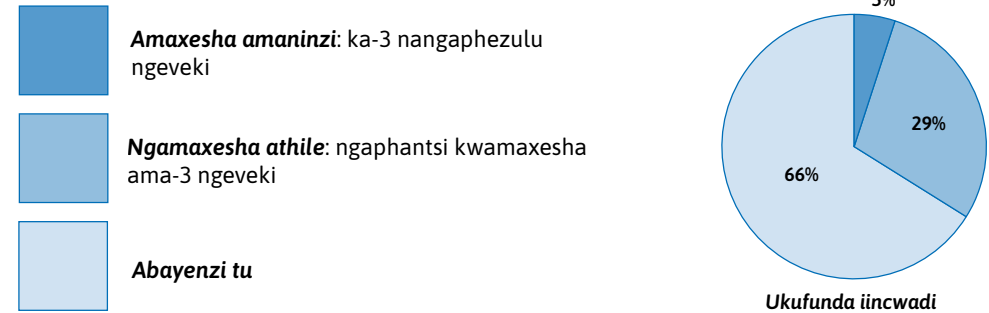 Amaxesha amaninzi: ka-3 nangaphezulu
ngeveki
Ngamaxesha athile: ngaphantsi kwamaxesha
ama-3 ngeveki
Abayenzi tu
5%
29%
66%
Ukufunda iincwadi